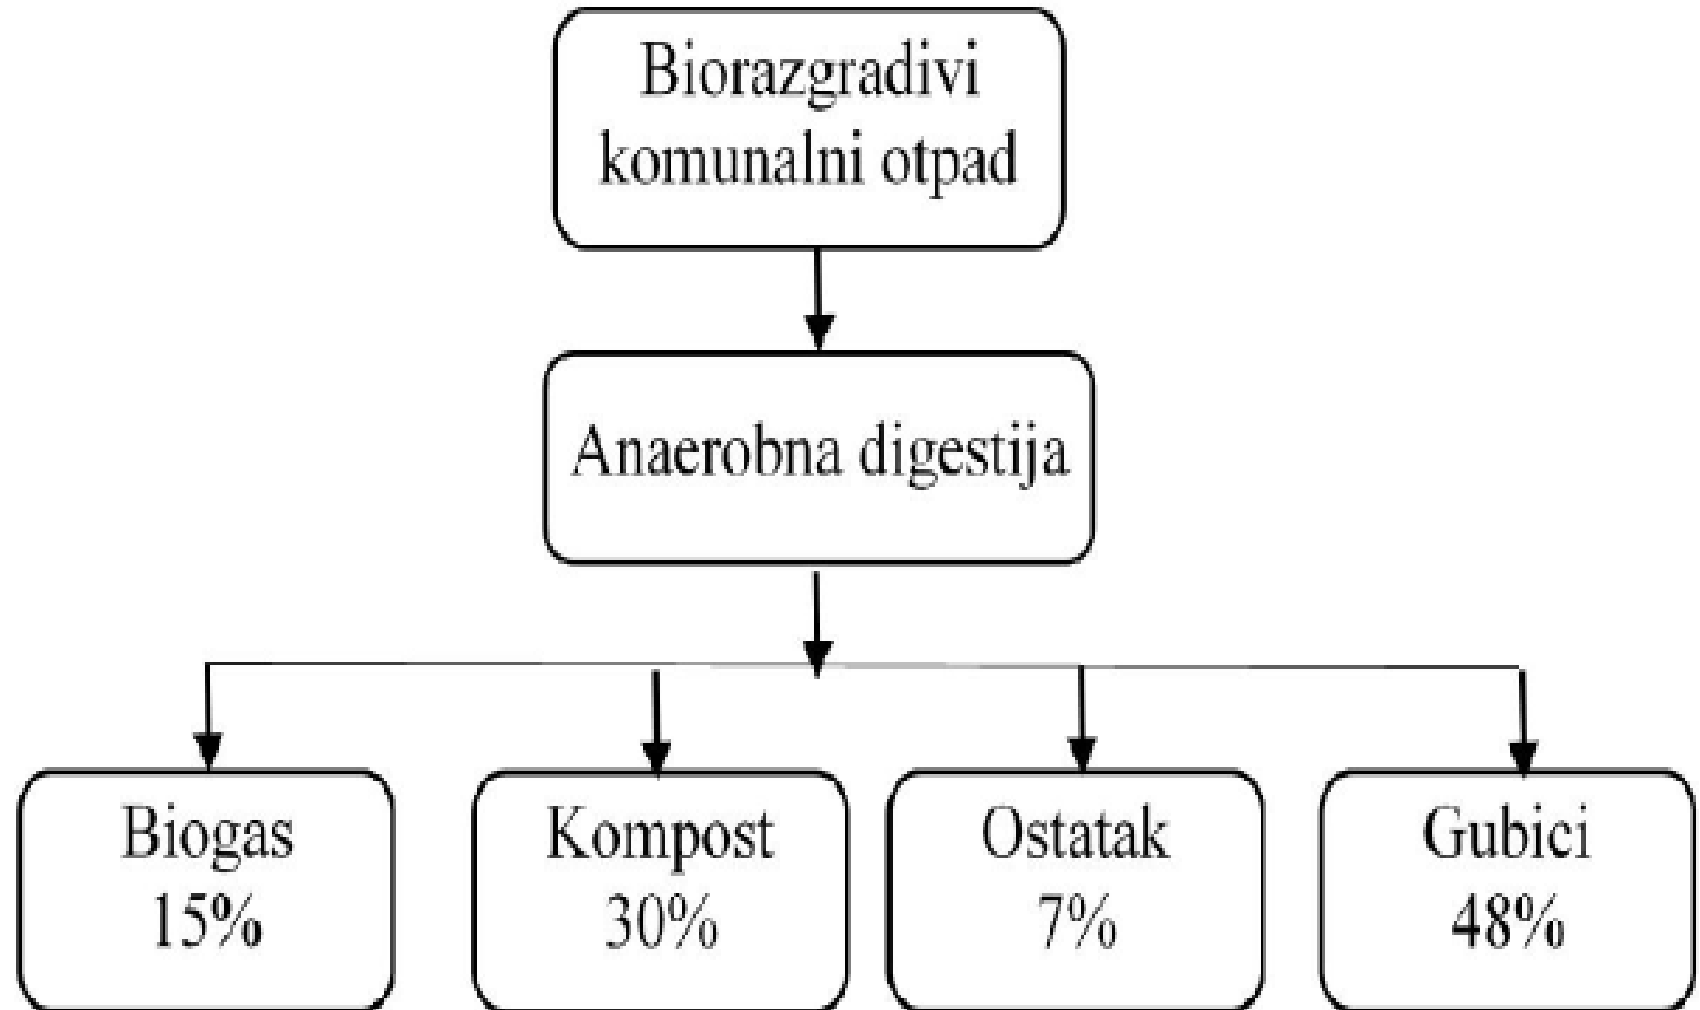 Biorazgradivi
komunalni otpad
Anaerobna digestija
Biogas
15%
Kompost
30%
Ostatak
7%
Gubici
48%